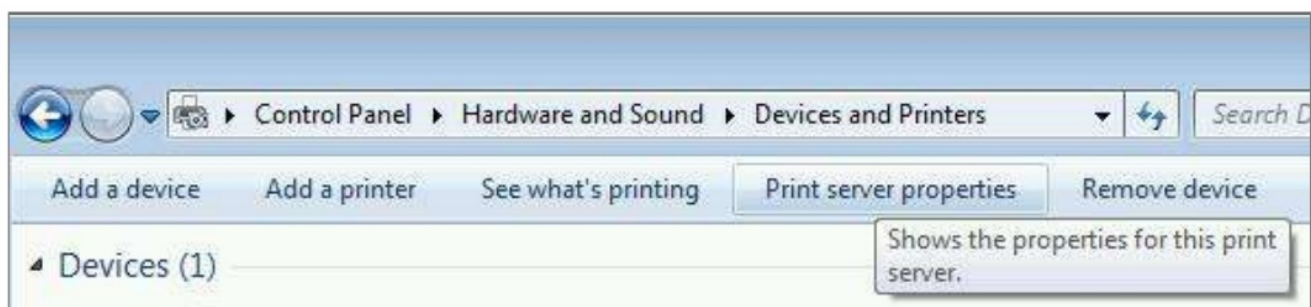 Control Panel Hardware and Sound Devices and Printers Search D
Add a device Add a printer See what's printing Print server properties Remove device
Shows the properties for this print
server.
Devices (1)